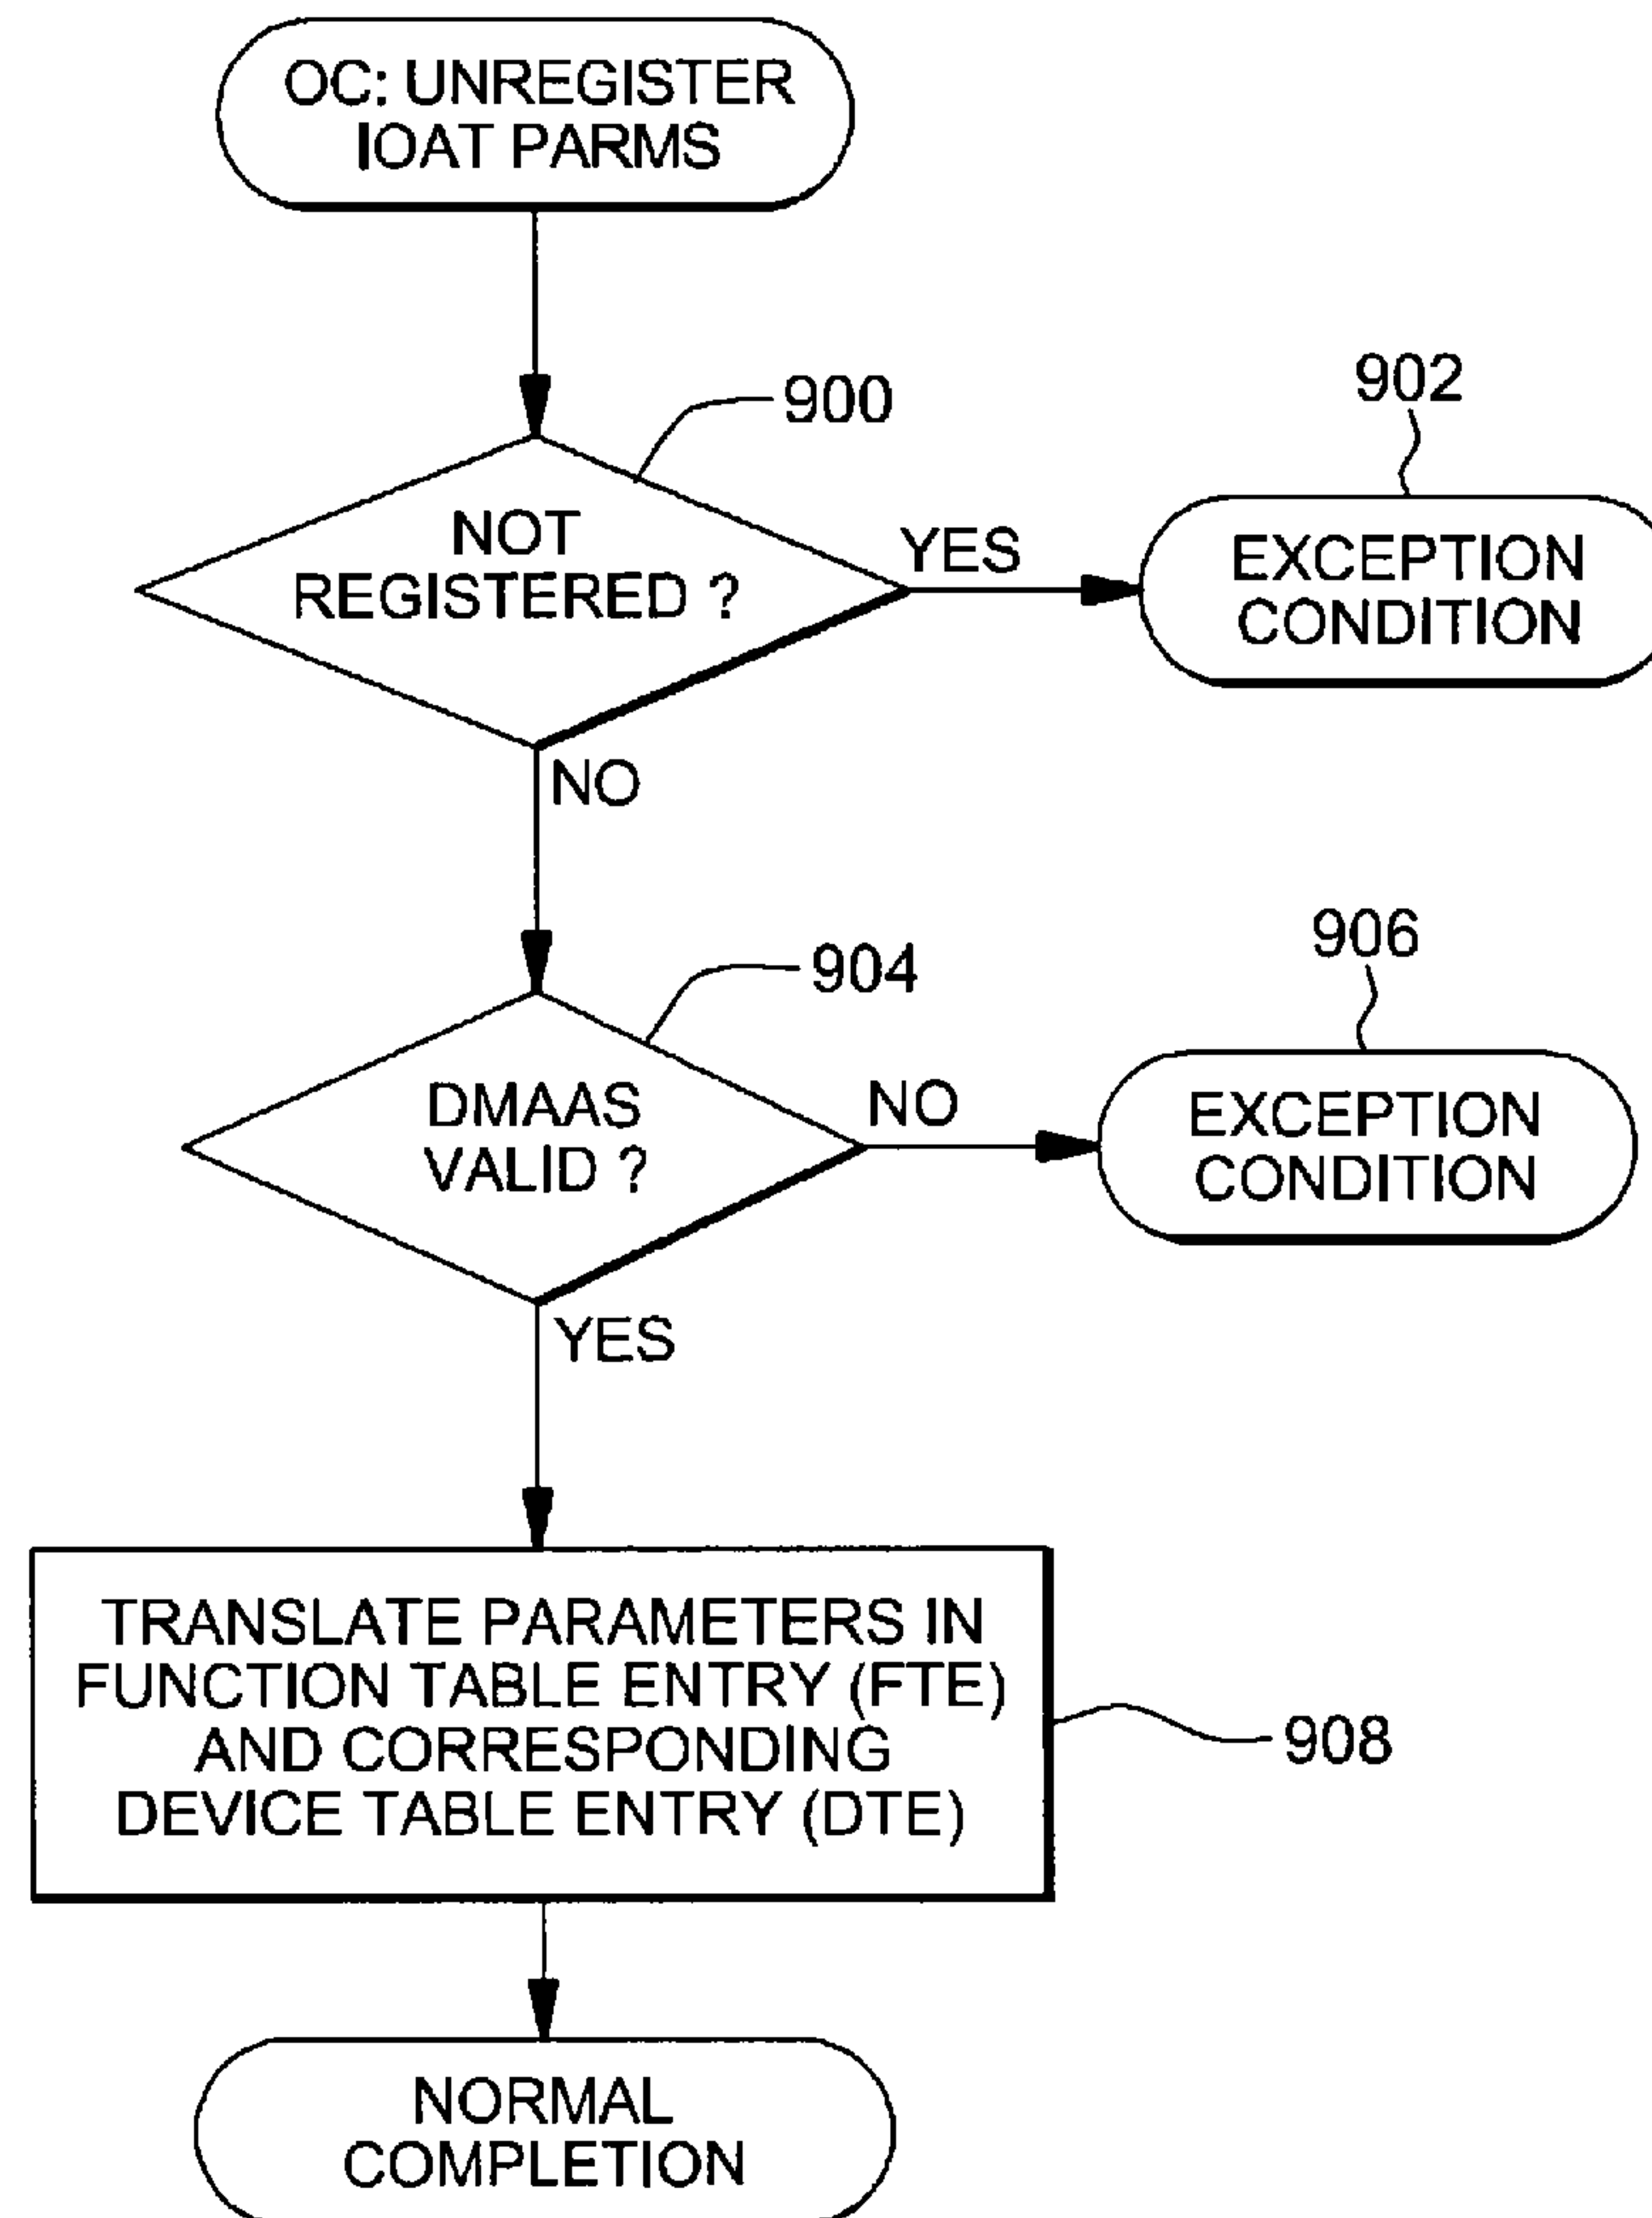 OC: UNREGISTER
IOAT PARMS
900
902
NOT
REGISTERED ?
YES
EXCEPTION
CONDITION
NO
904
906
DMAAS
VALID ?
NO
EXCEPTION
CONDITION
YES
TRANSLATE PARAMETERS IN
FUNCTION TABLE ENTRY (FTE)
AND CORRESPONDING
DEVICE TABLE ENTRY (DTE)
908
NORMAL
COMPLETION